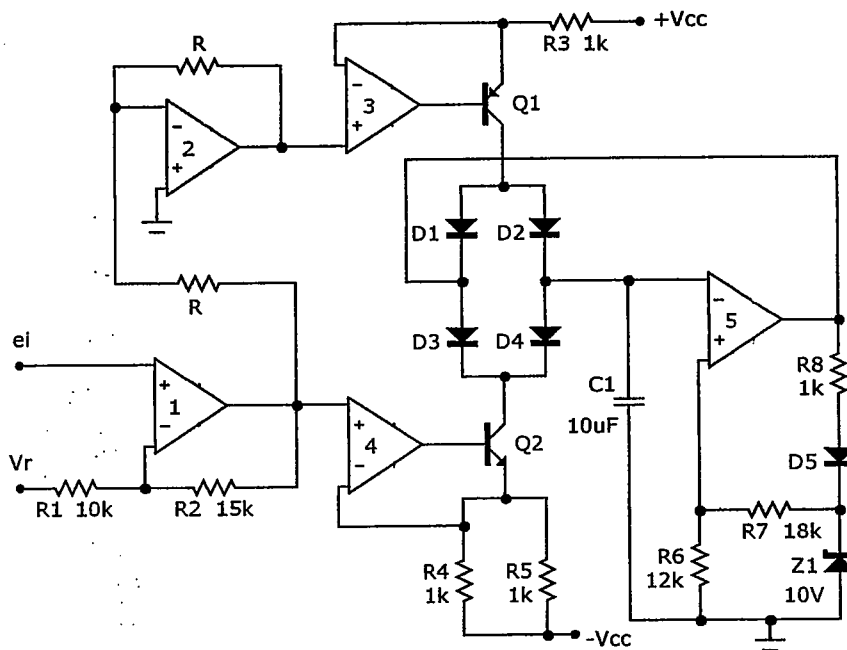 R
R3 1k
+Vcc
−
2
+
−
3
+
Q1
D1
D2
R
D3
D4
−
5
+
ei
+
1
−
Vr
R1 10k
R2 15k
+
4
−
Q2
C1
10uF
R8
1k
D5
R7 18k
R6
12k
Z1
10V
R4
1k
R5
1k
-Vcc